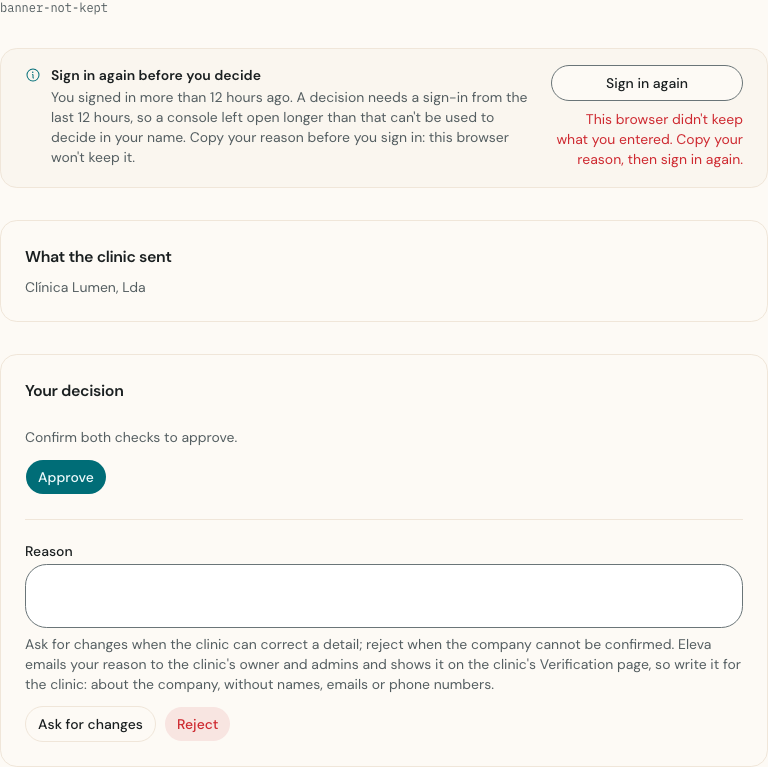 banner-not-kept
Sign in again before you decide
You signed in more than 12 hours ago. A decision needs a sign-in from the
last 12 hours, so a console left open longer than that can't be used to
decide in your name. Copy your reason before you sign in: this browser
won't keep it.
Sign in again
This browser didn't keep
what you entered. Copy your
reason, then sign in again.
What the clinic sent
Clínica Lumen, Lda
Your decision
Confirm both checks to approve.
Approve
Reason
Ask for changes when the clinic can correct a detail; reject when the company cannot be confirmed. Eleva
emails your reason to the clinic's owner and admins and shows it on the clinic's Verification page, so write it for
the clinic: about the company, without names, emails or phone numbers.
Ask for changes
Reject